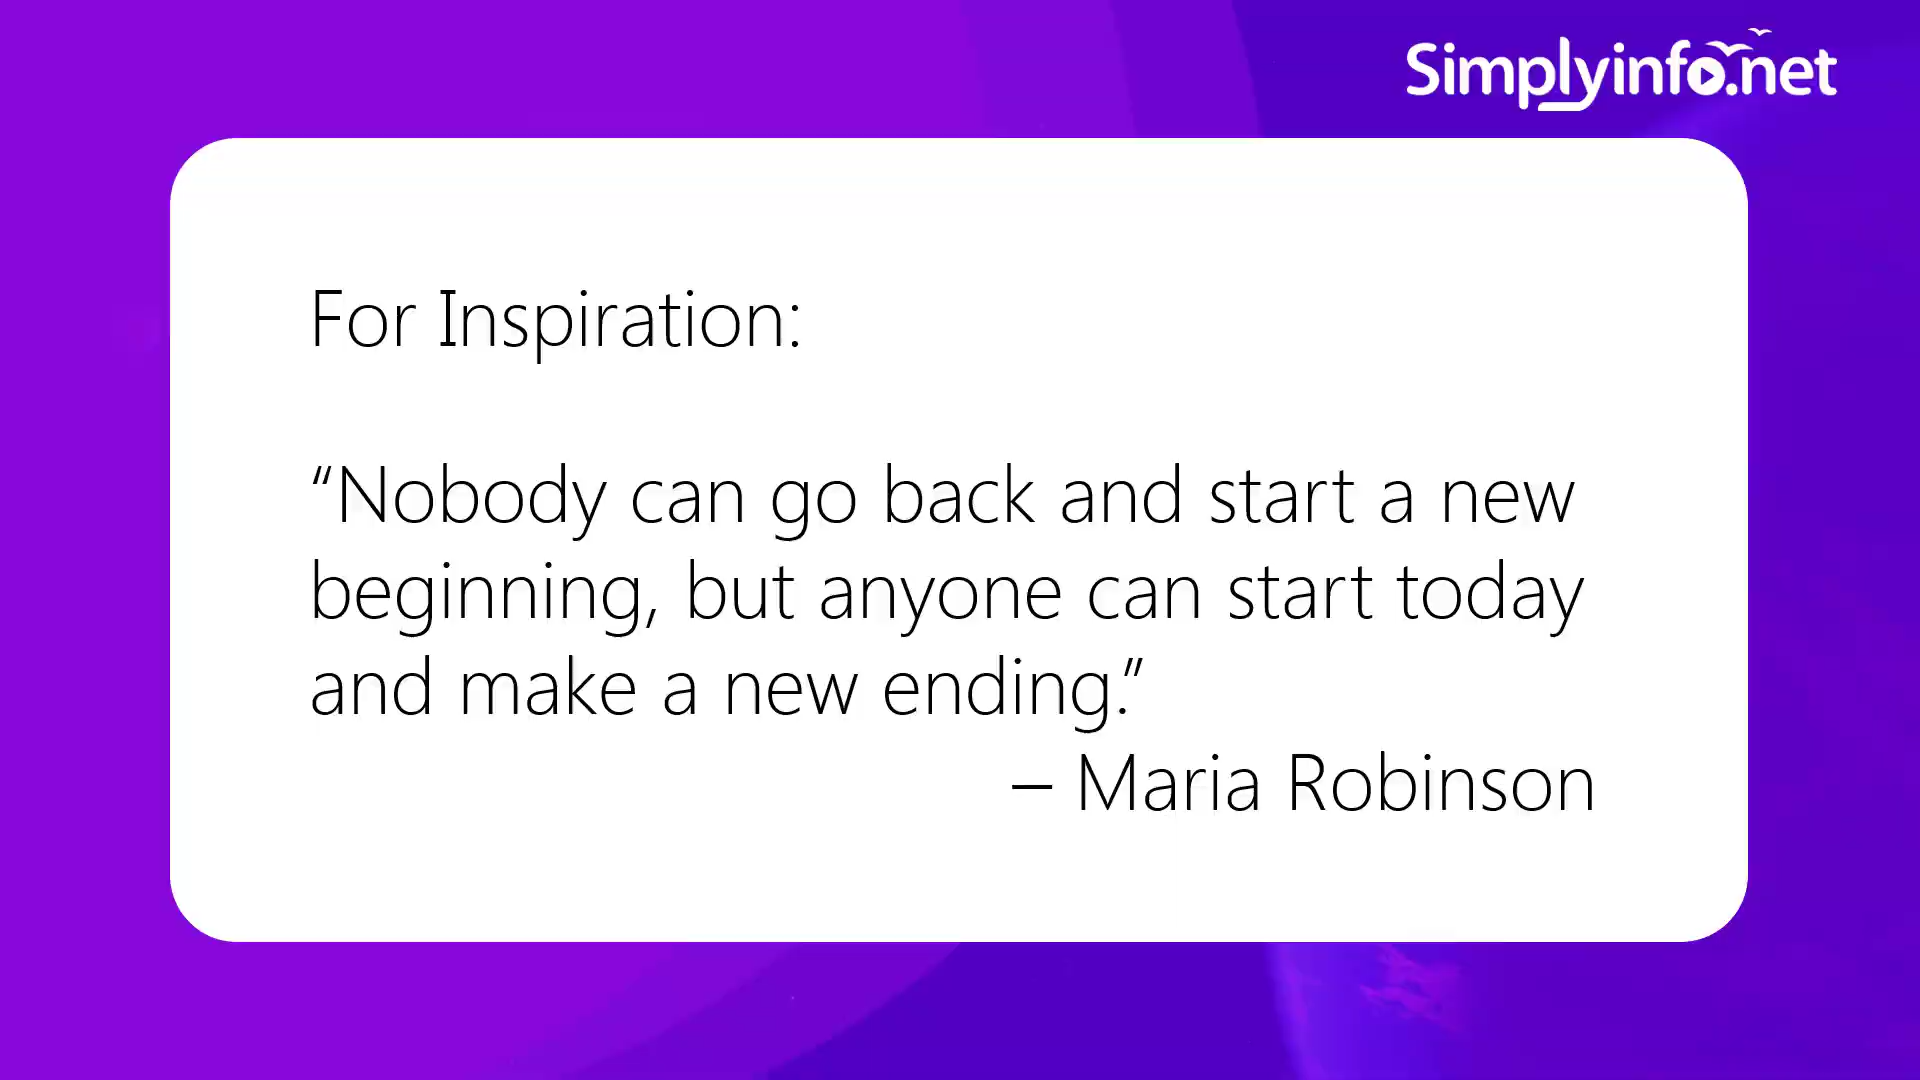 Simplyinfo.net
For Inspiration:
“Nobody can go back and start a new
beginning, but anyone can start today
and make a new ending.”
– Maria Robinson